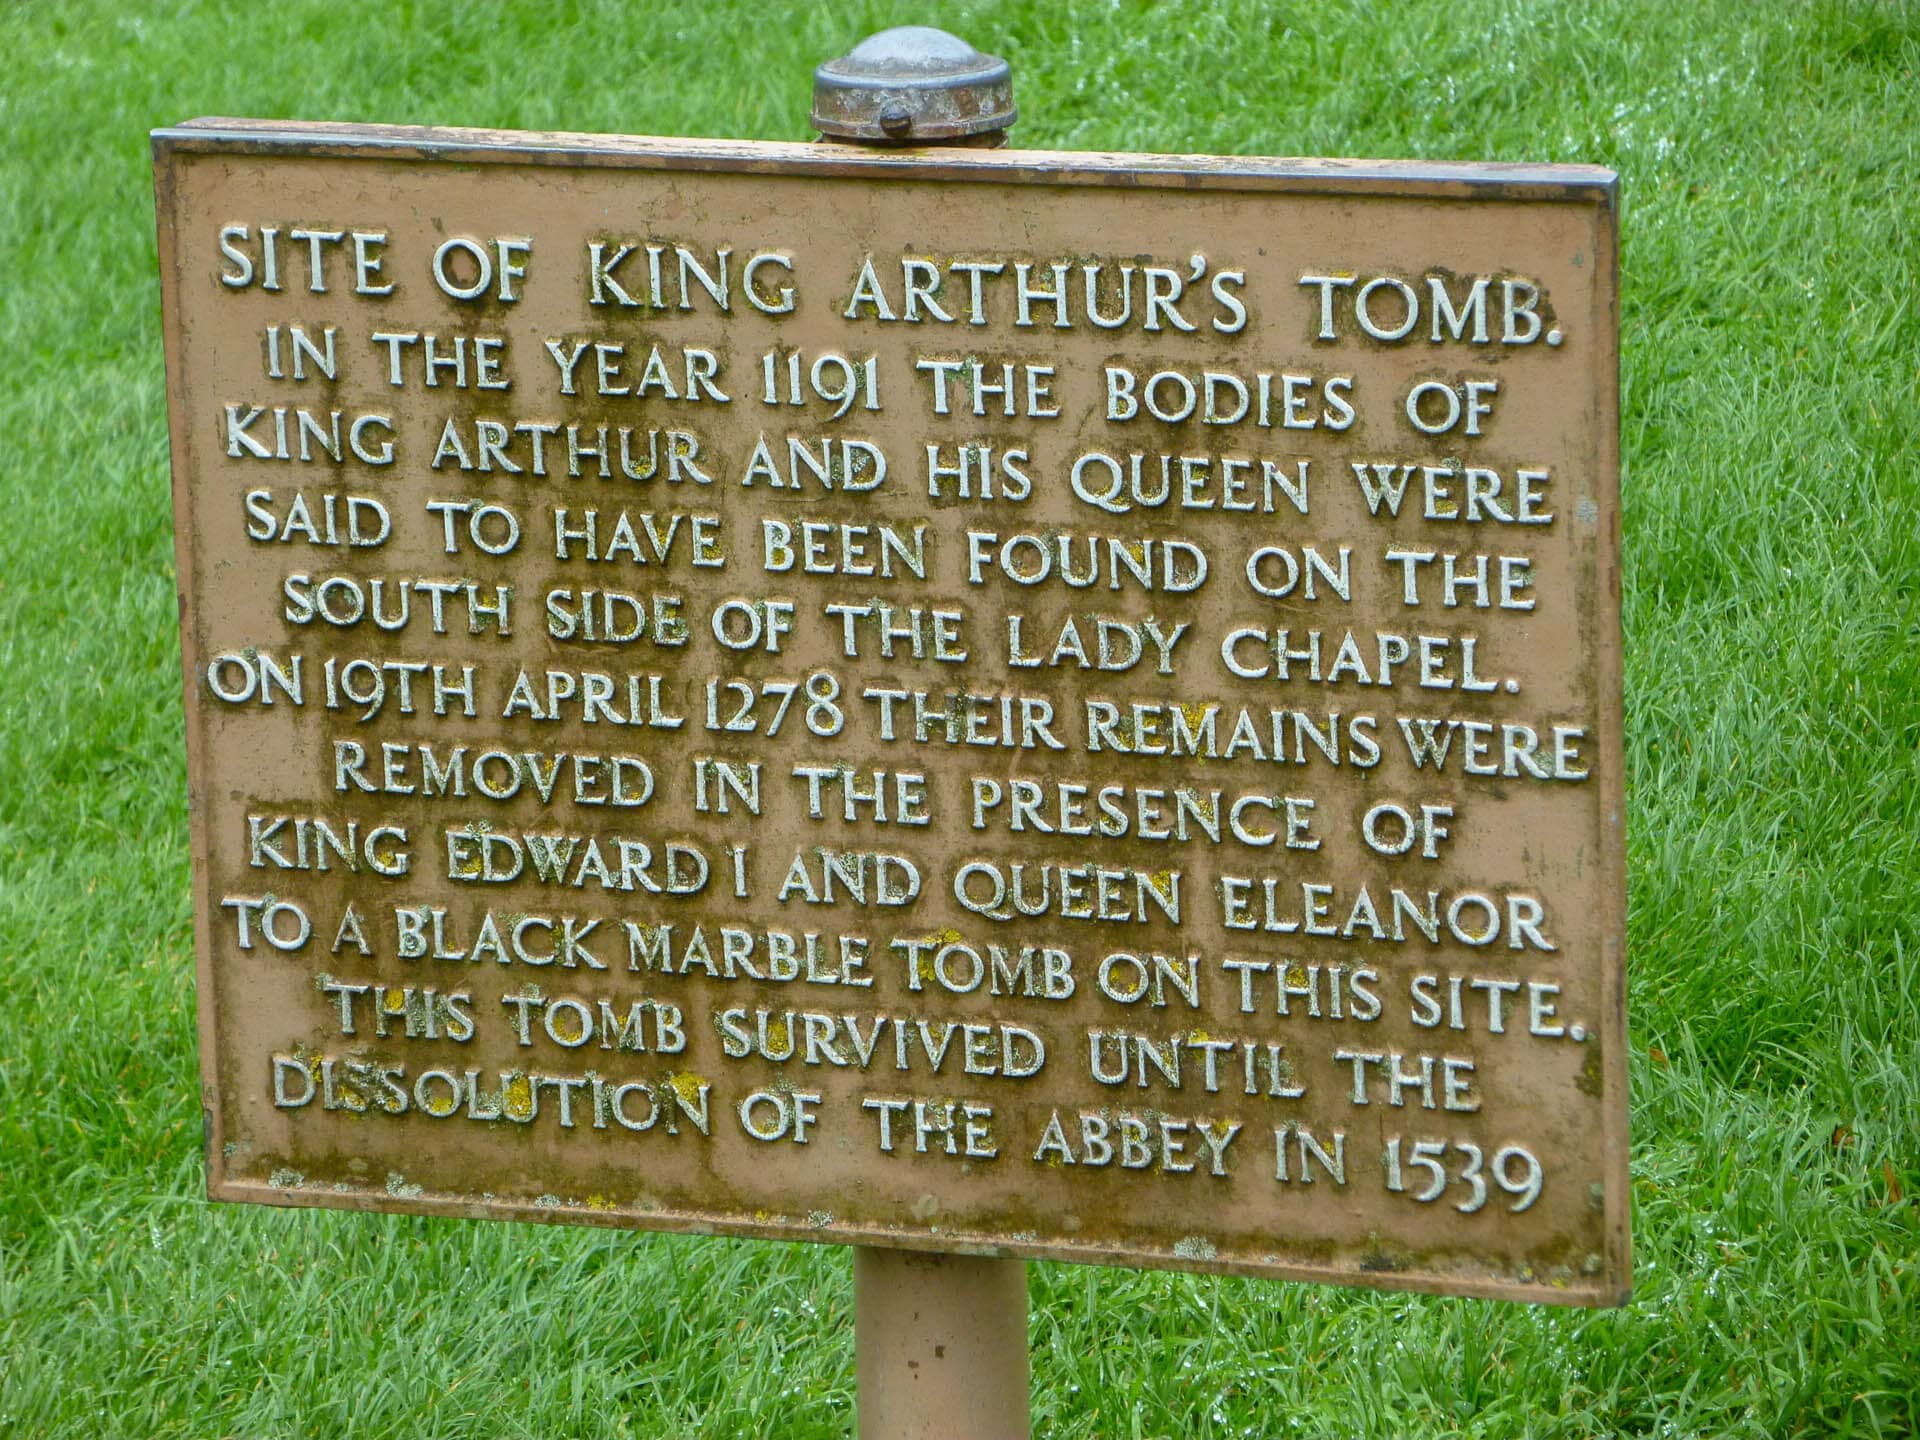 SITE OF KING ARTHUR'S TOMB.
IN THE YEAR 1191 THE BODIES OF
KING ARTHUR AND HIS QUEEN WERE
SAID TO HAVE BEEN FOUND ON THE
SOUTH SIDE OF THE LADY CHAPEL.
ON 19TH APRIL 1278 THEIR REMAINS WERE
REMOVED IN THE PRESENCE OF
KING EDWARD I AND QUEEN ELEANOR
TO A BLACK MARBLE TOMB ON THIS SITE.
THIS TOMB SURVIVED UNTIL THE
DISSOLUTION OF THE ABBEY IN 1539